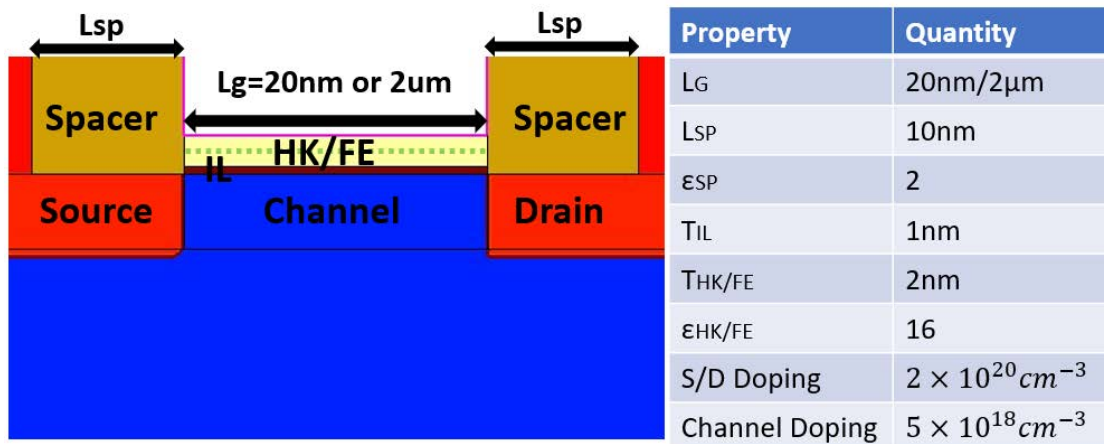 Lsp
Lsp
Lg=20nm or 2um
Spacer
Spacer
HK/FE
IL
Source
Channel
Drain
Property Quantity
LG 20nm/2μm
LSP 10nm
εSP 2
TIL 1nm
THK/FE 2nm
εHK/FE 16
S/D Doping 2 × 10^20 cm^−3
Channel Doping 5 × 10^18 cm^−3